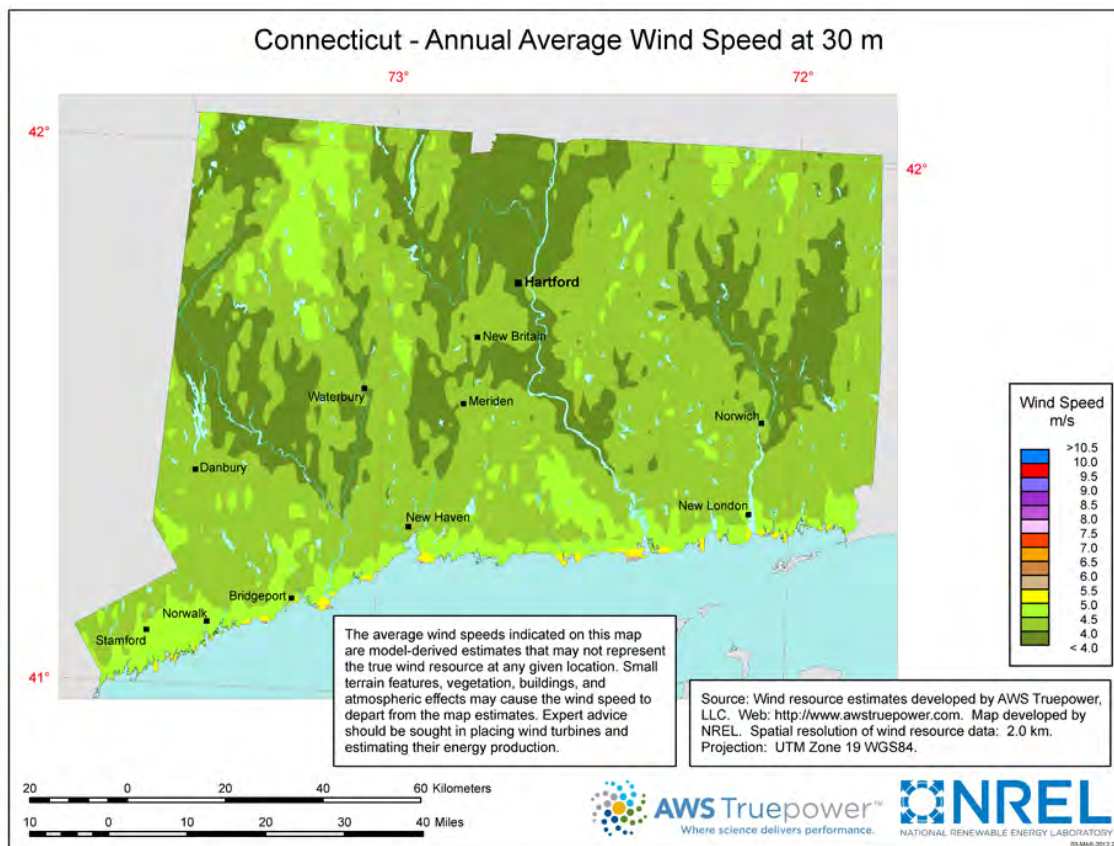 Connecticut - Annual Average Wind Speed at 30 m
73°
72°
42°
42°
Hartford
New Britain
Waterbury
Meriden
Norwich
Danbury
New London
New Haven
Bridgeport
Norwalk
Stamford
41°
Wind Speed
m/s
>10.5
10.0
9.5
9.0
8.5
8.0
7.5
7.0
6.5
6.0
5.5
5.0
4.5
4.0
< 4.0
The average wind speeds indicated on this map
are model-derived estimates that may not represent
the true wind resource at any given location. Small
terrain features, vegetation, buildings, and
atmospheric effects may cause the wind speed to
depart from the map estimates. Expert advice
should be sought in placing wind turbines and
estimating their energy production.
Source: Wind resource estimates developed by AWS Truepower,
LLC. Web: http://www.awstruepower.com. Map developed by
NREL. Spatial resolution of wind resource data: 2.0 km.
Projection: UTM Zone 19 WGS84.
20 0 20 40 60 Kilometers
10 0 10 20 30 40 Miles
AWS Truepower™
Where science delivers performance.
NREL
NATIONAL RENEWABLE ENERGY LABORATORY